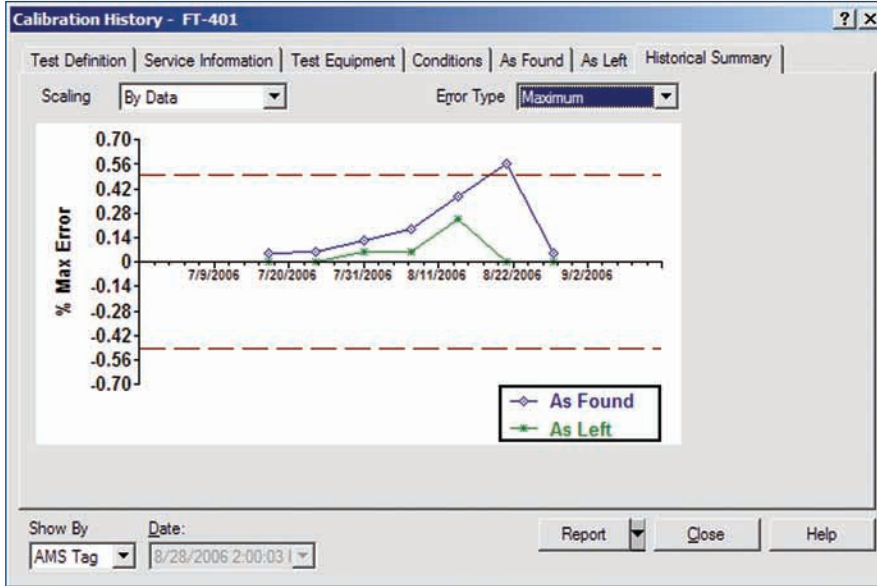 Calibration History - FT-401
Test Definition Service Information Test Equipment Conditions As Found As Left Historical Summary
Scaling By Data Error Type Maximum
0.70
0.56
0.42
0.28
0.14
0
-0.14
-0.28
-0.42
-0.56
-0.70
% Max Error
7/9/2006 7/20/2006 7/31/2006 8/11/2006 8/22/2006 9/2/2006
As Found
As Left
Show By Date:
AMS Tag 8/28/2006 2:00:03 Report Close Help